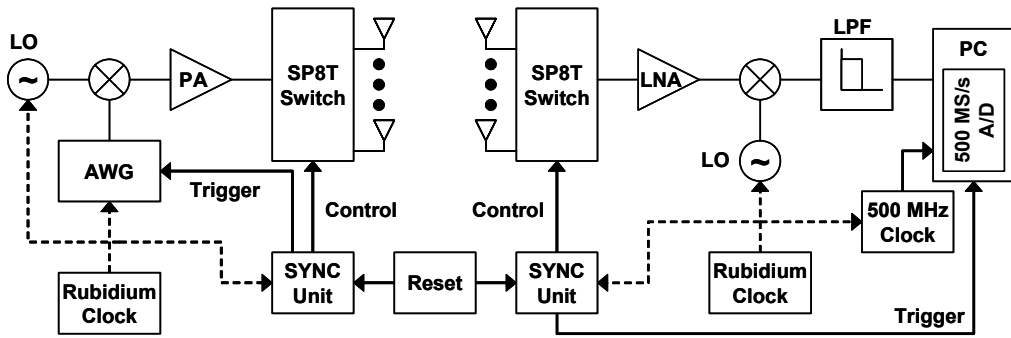 LO
PA
SP8T
Switch
SP8T
Switch
LNA
LPF
PC
500 MS/s
A/D
LO
AWG
Trigger
Control
Control
500 MHz
Clock
Rubidium
Clock
SYNC
Unit
Reset
SYNC
Unit
Rubidium
Clock
Trigger